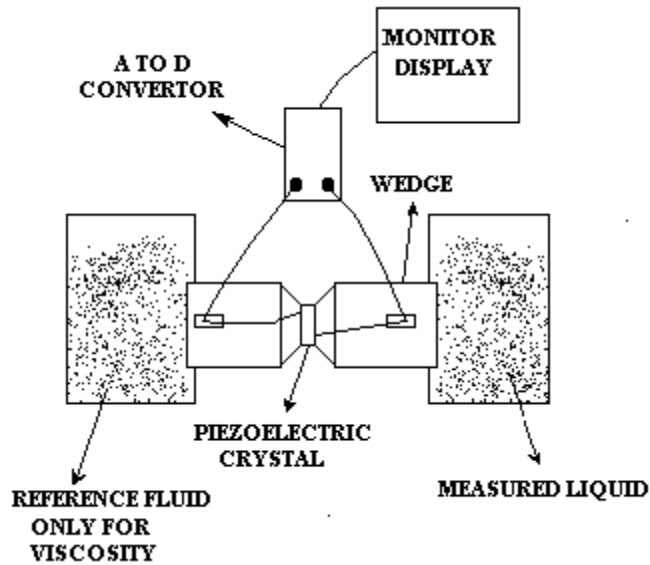 MONITOR
DISPLAY
A TO D
CONVERTOR
WEDGE
PIEZOELECTRIC
CRYSTAL
MEASURED LIQUID
REFERENCE FLUID
ONLY FOR
VISCOSITY